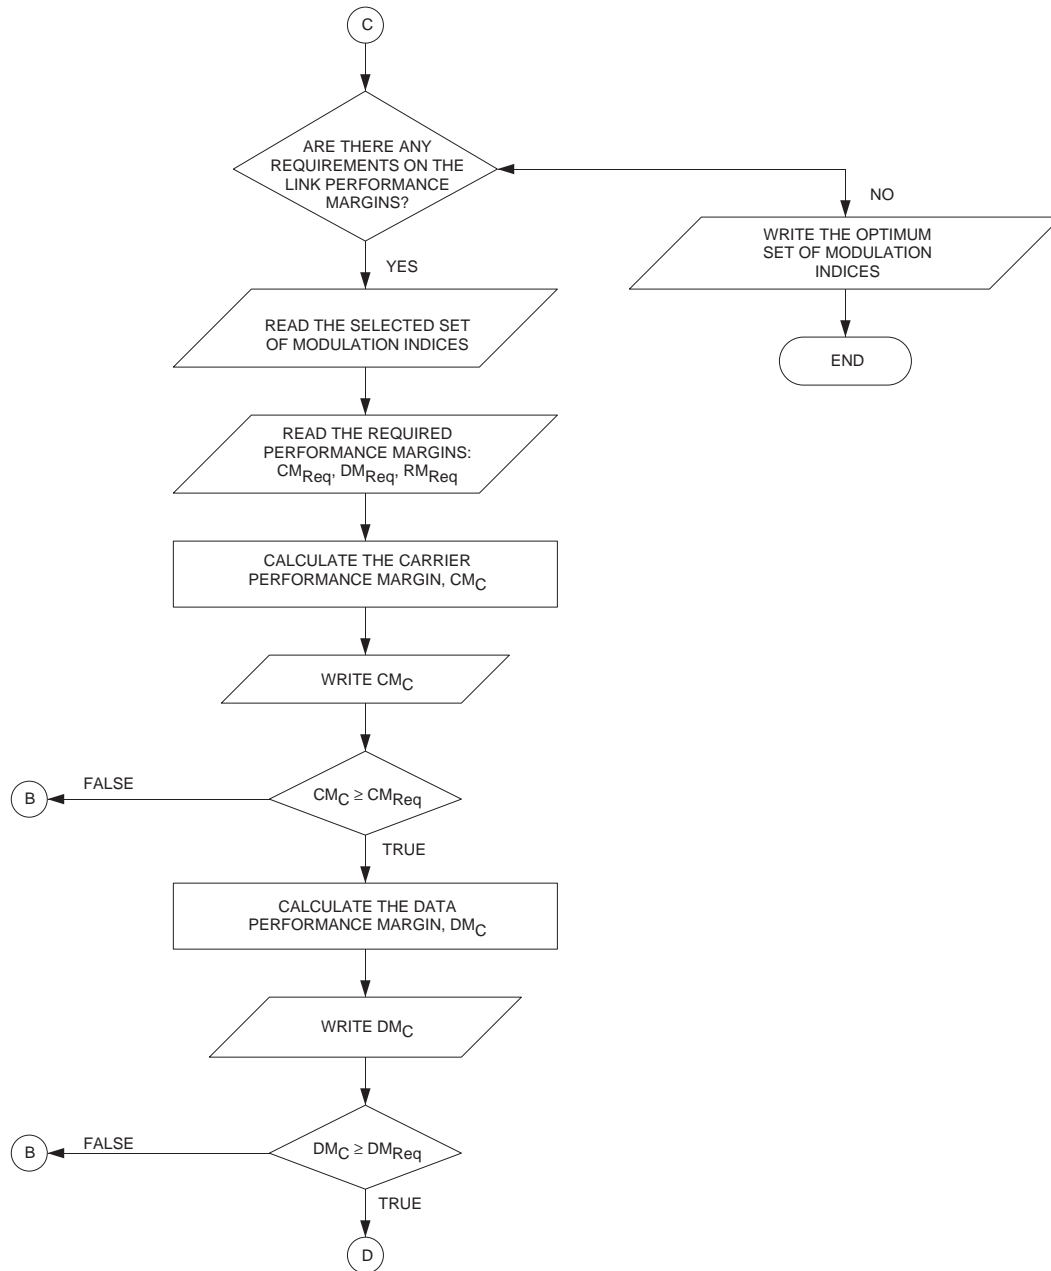 C
ARE THERE ANY
REQUIREMENTS ON THE
LINK PERFORMANCE
MARGINS?
NO
WRITE THE OPTIMUM
SET OF MODULATION
INDICES
YES
READ THE SELECTED SET
OF MODULATION INDICES
END
READ THE REQUIRED
PERFORMANCE MARGINS:
CMReq, DMReq, RMReq
CALCULATE THE CARRIER
PERFORMANCE MARGIN, CMC
WRITE CMC
B
FALSE
CMC ≥ CMReq
TRUE
CALCULATE THE DATA
PERFORMANCE MARGIN, DMC
WRITE DMC
B
FALSE
DMC ≥ DMReq
TRUE
D